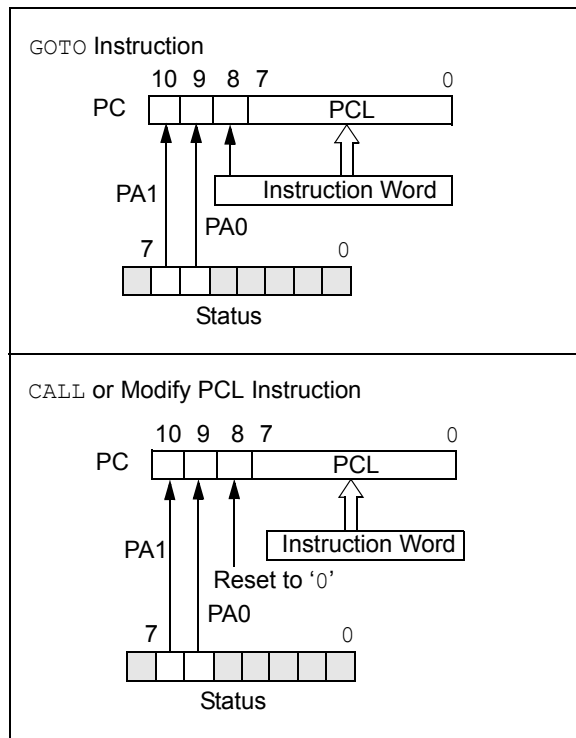 GOTO Instruction
10 9 8 7 0
PC PCL
Instruction Word
PA1
PA0
7 0
Status
CALL or Modify PCL Instruction
10 9 8 7 0
PC PCL
Instruction Word
PA1
Reset to ‘0’
PA0
7 0
Status